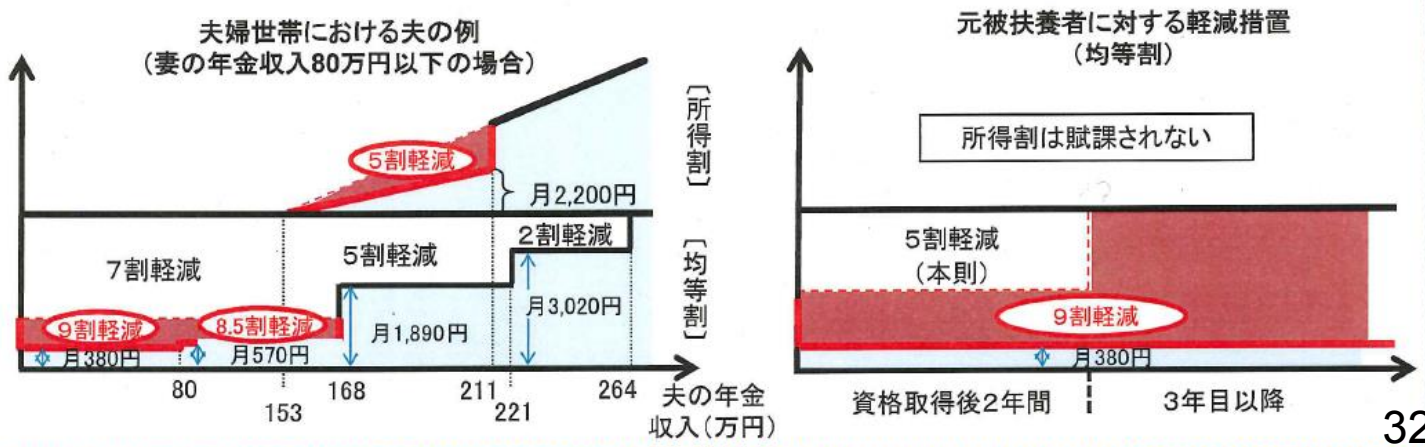 夫婦世帯における夫の例
(妻の年金収入80万円以下の場合)
5割軽減
月2,200円
[所得割]
7割軽減
5割軽減
2割軽減
9割軽減
8.5割軽減
月380円
月570円
月1,890円
月3,020円
[均等割]
80
153
168
211
221
264
夫の年金
収入(万円)
元被扶養者に対する軽減措置
(均等割)
所得割は賦課されない
5割軽減
(本則)
9割軽減
月380円
資格取得後2年間
3年目以降
32